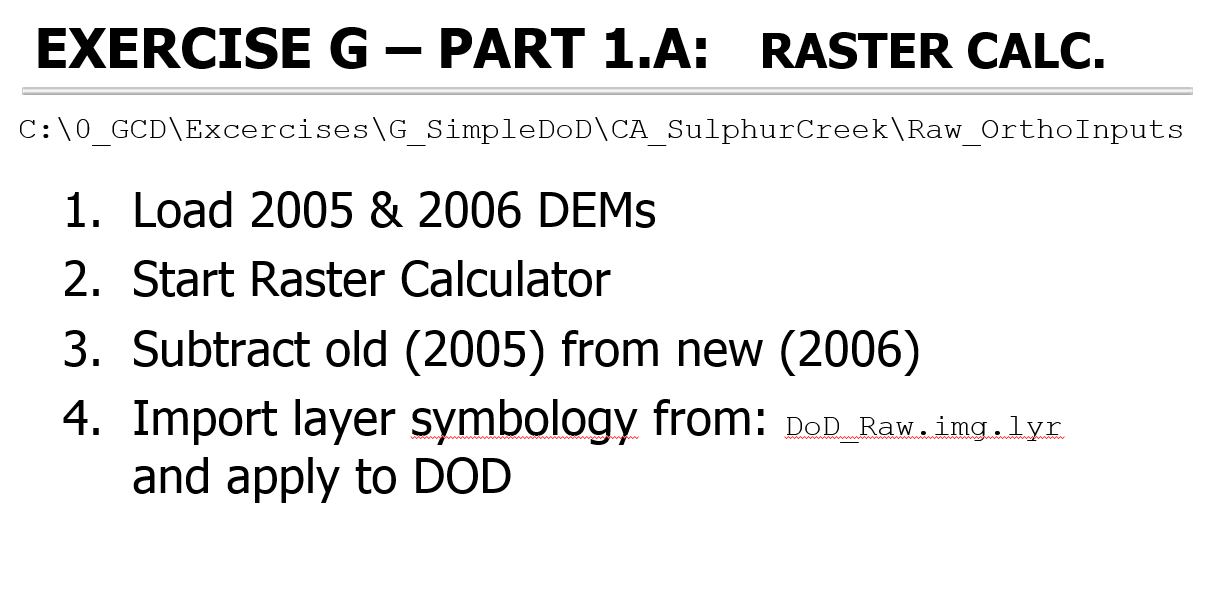 EXERCISE G – PART 1.A: RASTER CALC.
C:\0_GCD\Excercises\G_SimpleDoD\CA_SulphurCreek\Raw_OrthoInputs
1. Load 2005 & 2006 DEMs
2. Start Raster Calculator
3. Subtract old (2005) from new (2006)
4. Import layer symbology from: DoD_Raw.img.lyr
and apply to DOD